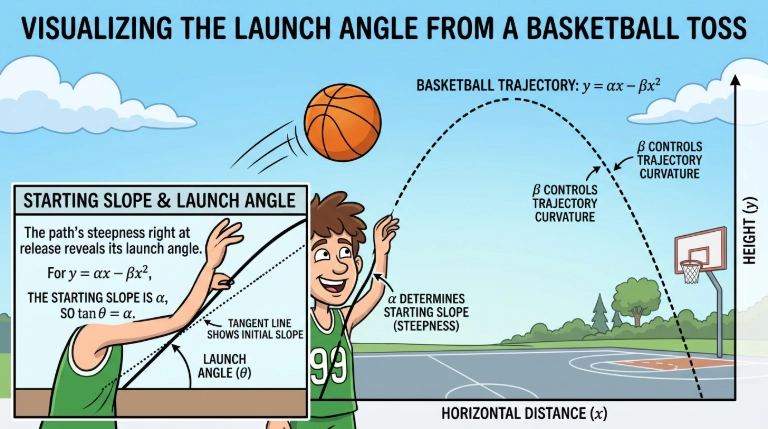 VISUALIZING THE LAUNCH ANGLE FROM A BASKETBALL TOSS
BASKETBALL TRAJECTORY: y = αx − βx²
β CONTROLS
TRAJECTORY
CURVATURE
β CONTROLS
TRAJECTORY
CURVATURE
HEIGHT (y)
STARTING SLOPE & LAUNCH ANGLE
The path's steepness right at
release reveals its launch angle.
For y = αx − βx²,
THE STARTING SLOPE IS α,
SO tan θ = α.
TANGENT LINE
SHOWS INITIAL SLOPE
LAUNCH
ANGLE (θ)
α DETERMINES
STARTING SLOPE
(STEEPNESS)
99
HORIZONTAL DISTANCE (x)